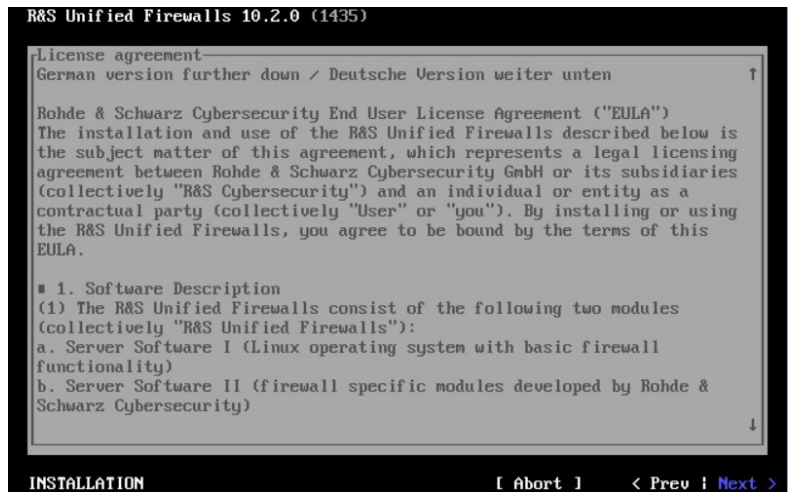 R&S Unified Firewalls 10.2.0 (1435)
License agreement
German version further down / Deutsche Version weiter unten
Rohde & Schwarz Cybersecurity End User License Agreement ("EULA")
The installation and use of the R&S Unified Firewalls described below is
the subject matter of this agreement, which represents a legal licensing
agreement between Rohde & Schwarz Cybersecurity GmbH or its subsidiaries
(collectively "R&S Cybersecurity") and an individual or entity as a
contractual party (collectively "User" or "you"). By installing or using
the R&S Unified Firewalls, you agree to be bound by the terms of this
EULA.
■ 1. Software Description
(1) The R&S Unified Firewalls consist of the following two modules
(collectively "R&S Unified Firewalls"):
a. Server Software I (Linux operating system with basic firewall
functionality)
b. Server Software II (firewall specific modules developed by Rohde &
Schwarz Cybersecurity)
INSTALLATION [ Abort ] < Prev ¦ Next >